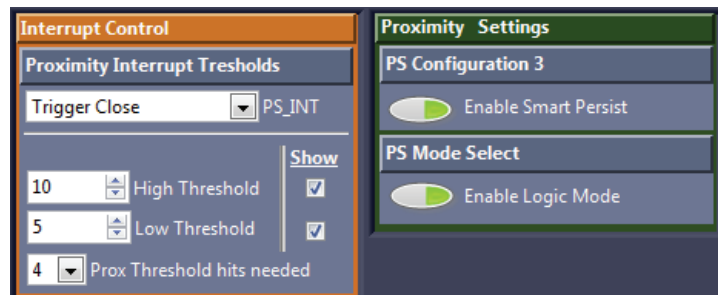 Interrupt Control
Proximity Interrupt Tresholds
Trigger Close PS_INT
Show
10 High Threshold
5 Low Threshold
4 Prox Threshold hits needed
Proximity Settings
PS Configuration 3
Enable Smart Persist
PS Mode Select
Enable Logic Mode